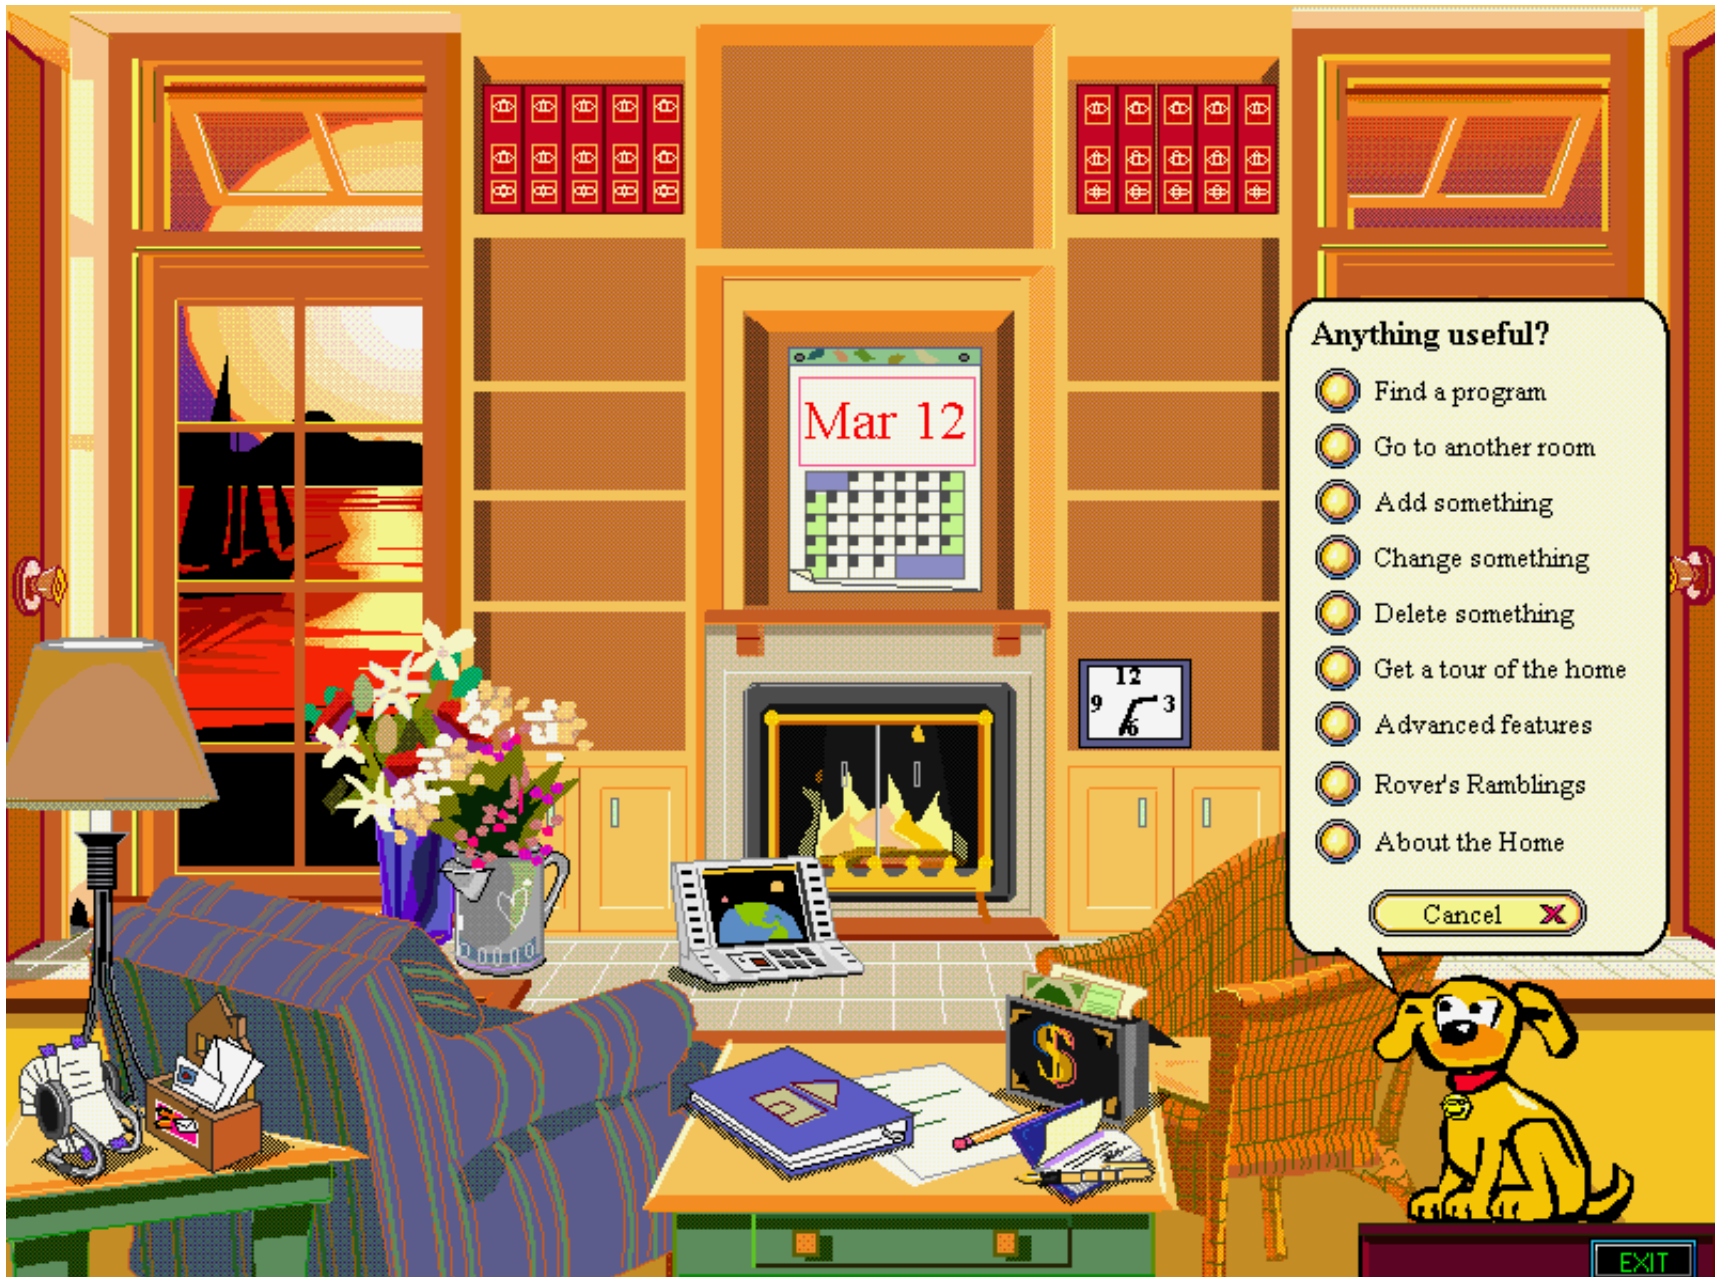 Mar 12
Anything useful?
Find a program
Go to another room
Add something
Change something
Delete something
Get a tour of the home
Advanced features
Rover's Ramblings
About the Home
Cancel X
12
9 3
6
$
EXIT